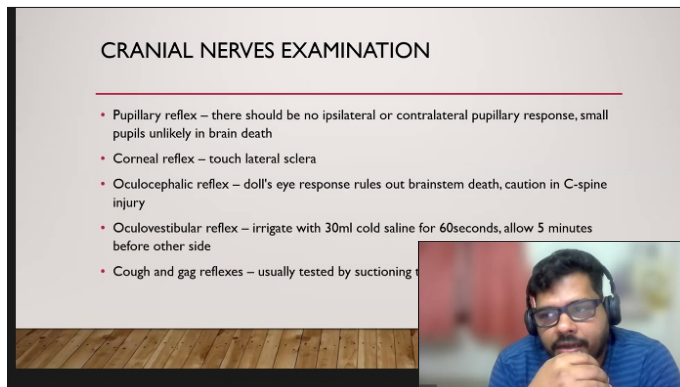 CRANIAL NERVES EXAMINATION
• Pupillary reflex – there should be no ipsilateral or contralateral pupillary response, small
pupils unlikely in brain death
• Corneal reflex – touch lateral sclera
• Oculocephalic reflex – doll's eye response rules out brainstem death, caution in C-spine
injury
• Oculovestibular reflex – irrigate with 30ml cold saline for 60seconds, allow 5 minutes
before other side
• Cough and gag reflexes – usually tested by suctioning